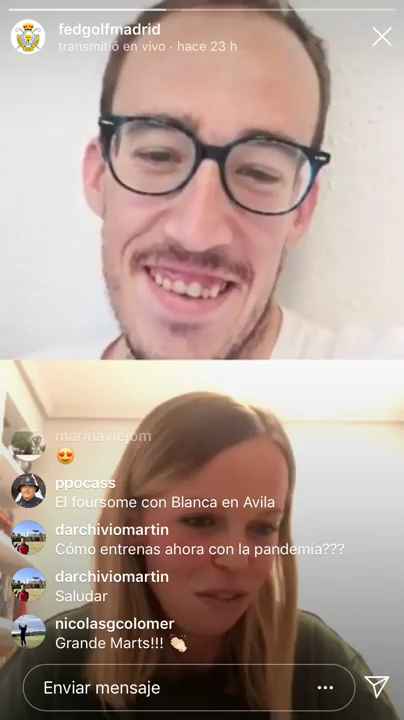 fedgolfmadrid
transmitió en vivo · hace 23 h
marinaviejom
😍
ppocass
El foursome con Blanca en Avila
darchiviomartin
Cómo entrenas ahora con la pandemia???
darchiviomartin
Saludar
nicolasgcolomer
Grande Marts!!! 👏🏻
Enviar mensaje